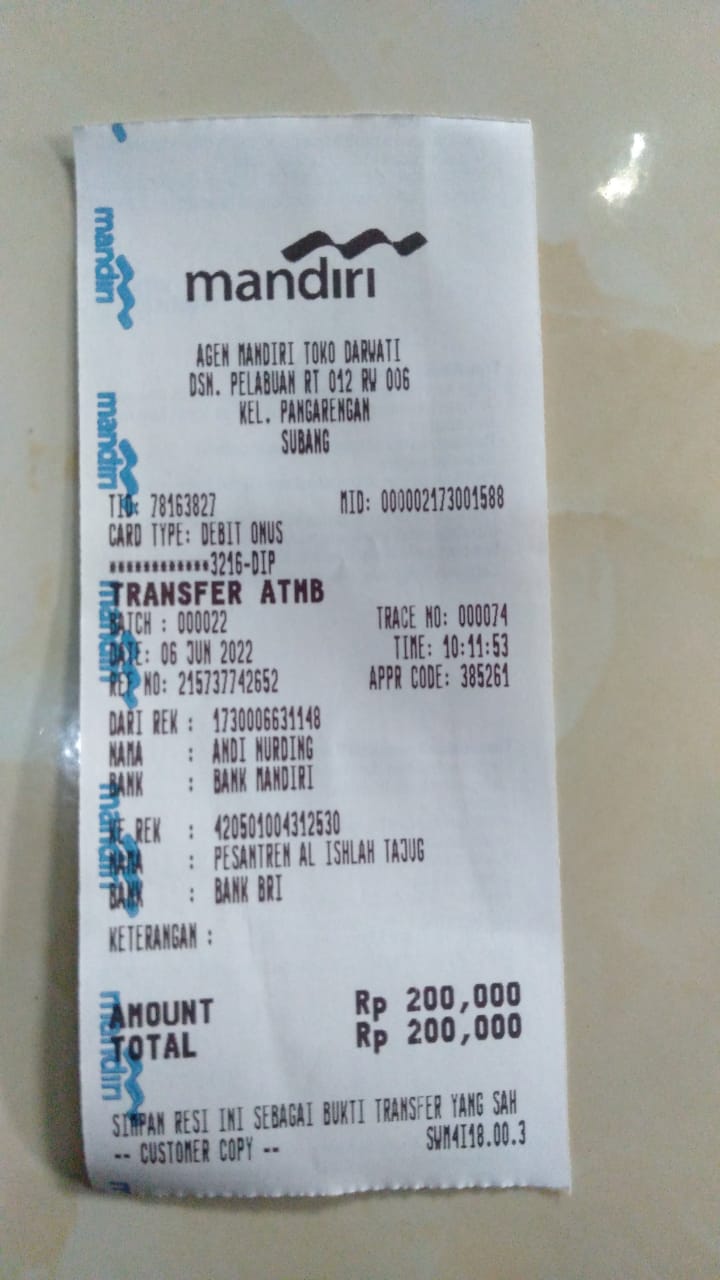 mandiri
AGEN MANDIRI TOKO DARWATI
DSN. PELABUAN RT 012 RW 006
KEL. PANGARENGAN
SUBANG
TID: 78163827 MID: 000002173001588
CARD TYPE: DEBIT ONUS
************3216-DIP
TRANSFER ATMB
BATCH : 000022 TRACE NO: 000074
DATE: 06 JUN 2022 TIME: 10:11:53
REF NO: 215737742652 APPR CODE: 385261
DARI REK : 1730006631148
NAMA : ANDI NURDING
BANK : BANK MANDIRI
KE REK : 420501004312530
NAMA : PESANTREN AL ISHLAH TAJUG
BANK : BANK BRI
KETERANGAN :
AMOUNT Rp 200,000
TOTAL Rp 200,000
SIMPAN RESI INI SEBAGAI BUKTI TRANSFER YANG SAH
-- CUSTOMER COPY -- SWM4I18.00.3
mandiri
mandiri
mandiri
mandiri
mandiri